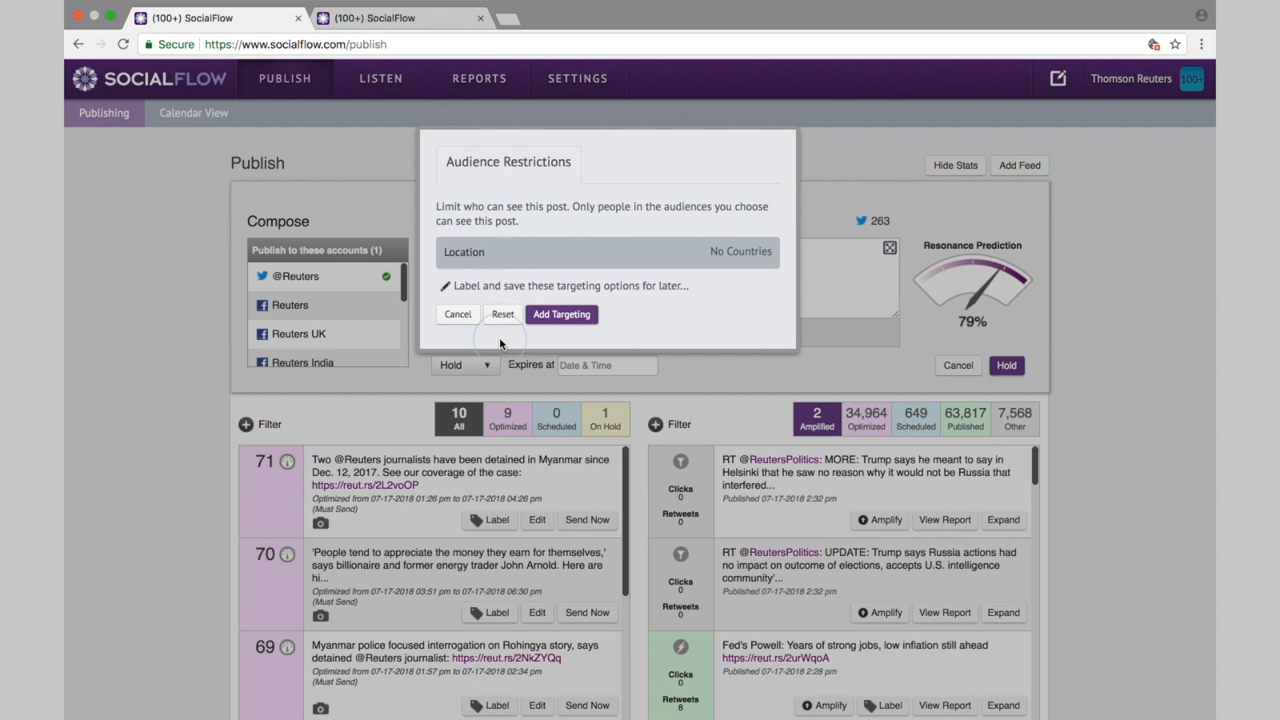 (100+) SocialFlow
(100+) SocialFlow
Secure https://www.socialflow.com/publish
SOCIALFLOW
PUBLISH
LISTEN
REPORTS
SETTINGS
Thomson Reuters 100+
Publishing
Calendar View
Publish
Hide Stats
Add Feed
Compose
Publish to these accounts (1)
@Reuters
Reuters
Reuters UK
Reuters India
Audience Restrictions
Limit who can see this post. Only people in the audiences you choose
can see this post.
Location
No Countries
Label and save these targeting options for later...
Cancel
Reset
Add Targeting
263
Resonance Prediction
79%
Hold
Expires at
Date & Time
Cancel
Hold
Filter
10
All
9
Optimized
0
Scheduled
1
On Hold
71
Two @Reuters journalists have been detained in Myanmar since
Dec. 12, 2017. See our coverage of the case:
https://reut.rs/2L2voOP
Optimized from 07-17-2018 01:26 pm to 07-17-2018 04:26 pm
(Must Send)
Label
Edit
Send Now
70
'People tend to appreciate the money they earn for themselves,'
says billionaire and former energy trader John Arnold. Here are
hi...
Optimized from 07-17-2018 03:51 pm to 07-17-2018 06:30 pm
(Must Send)
Label
Edit
Send Now
69
Myanmar police focused interrogation on Rohingya story, says
detained @Reuters journalist: https://reut.rs/2NkZYQq
Optimized from 07-17-2018 01:57 pm to 07-17-2018 02:34 pm
(Must Send)
Label
Edit
Send Now
Filter
2
Amplified
34,964
Optimized
649
Scheduled
63,817
Published
7,568
Other
Clicks
0
Retweets
0
RT @ReutersPolitics: MORE: Trump says he meant to say in
Helsinki that he saw no reason why it would not be Russia that
interfered...
Published 07-17-2018 2:32 pm
Amplify
View Report
Expand
Clicks
0
Retweets
0
RT @ReutersPolitics: UPDATE: Trump says Russia actions had
no impact on outcome of elections, accepts U.S. intelligence
community'...
Published 07-17-2018 2:32 pm
Amplify
View Report
Expand
Clicks
0
Retweets
8
Fed's Powell: Years of strong jobs, low inflation still ahead
https://reut.rs/2urWqoA
Published 07-17-2018 2:28 pm
Amplify
Label
View Report
Expand